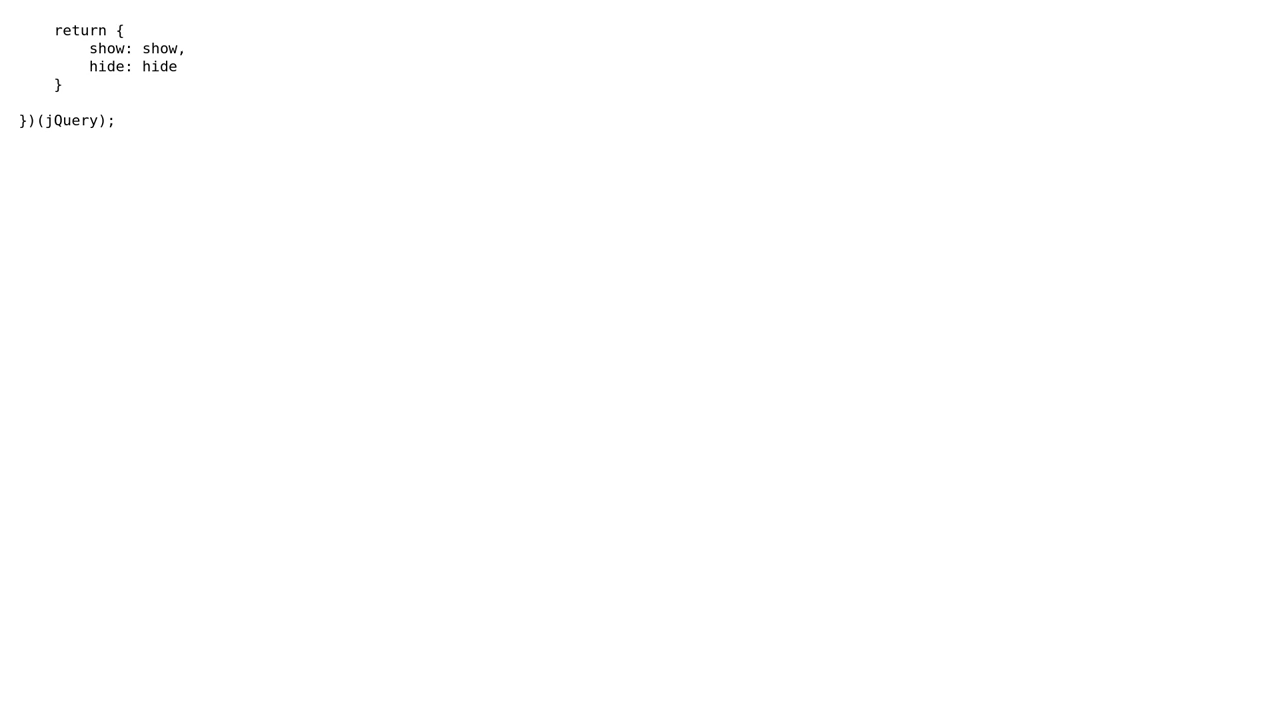 return {
        show: show,
        hide: hide
    }

})(jQuery);